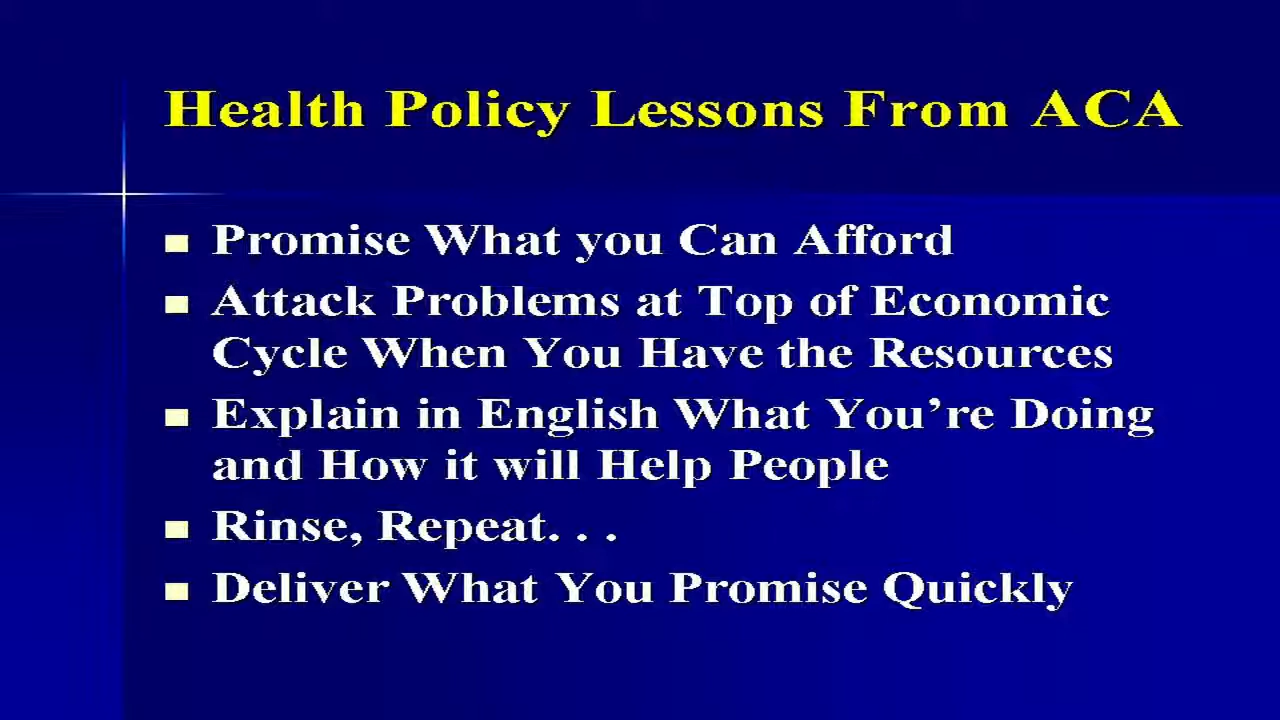 Health Policy Lessons From ACA
Promise What you Can Afford
Attack Problems at Top of Economic
Cycle When You Have the Resources
Explain in English What You’re Doing
and How it will Help People
Rinse, Repeat. . .
Deliver What You Promise Quickly